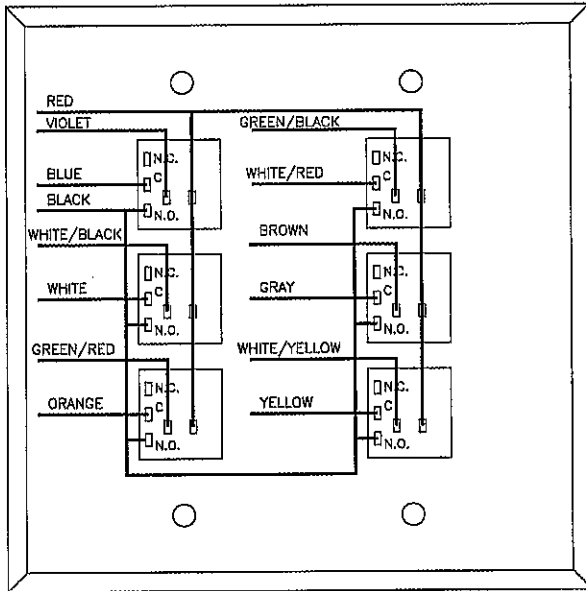 RED
VIOLET
N.C.
BLUE
C
BLACK
N.O.
WHITE/BLACK
N.C.
WHITE
C
N.O.
GREEN/RED
N.C.
ORANGE
C
N.O.
GREEN/BLACK
N.C.
WHITE/RED
C
N.O.
BROWN
N.C.
GRAY
C
N.O.
WHITE/YELLOW
N.C.
YELLOW
C
N.O.